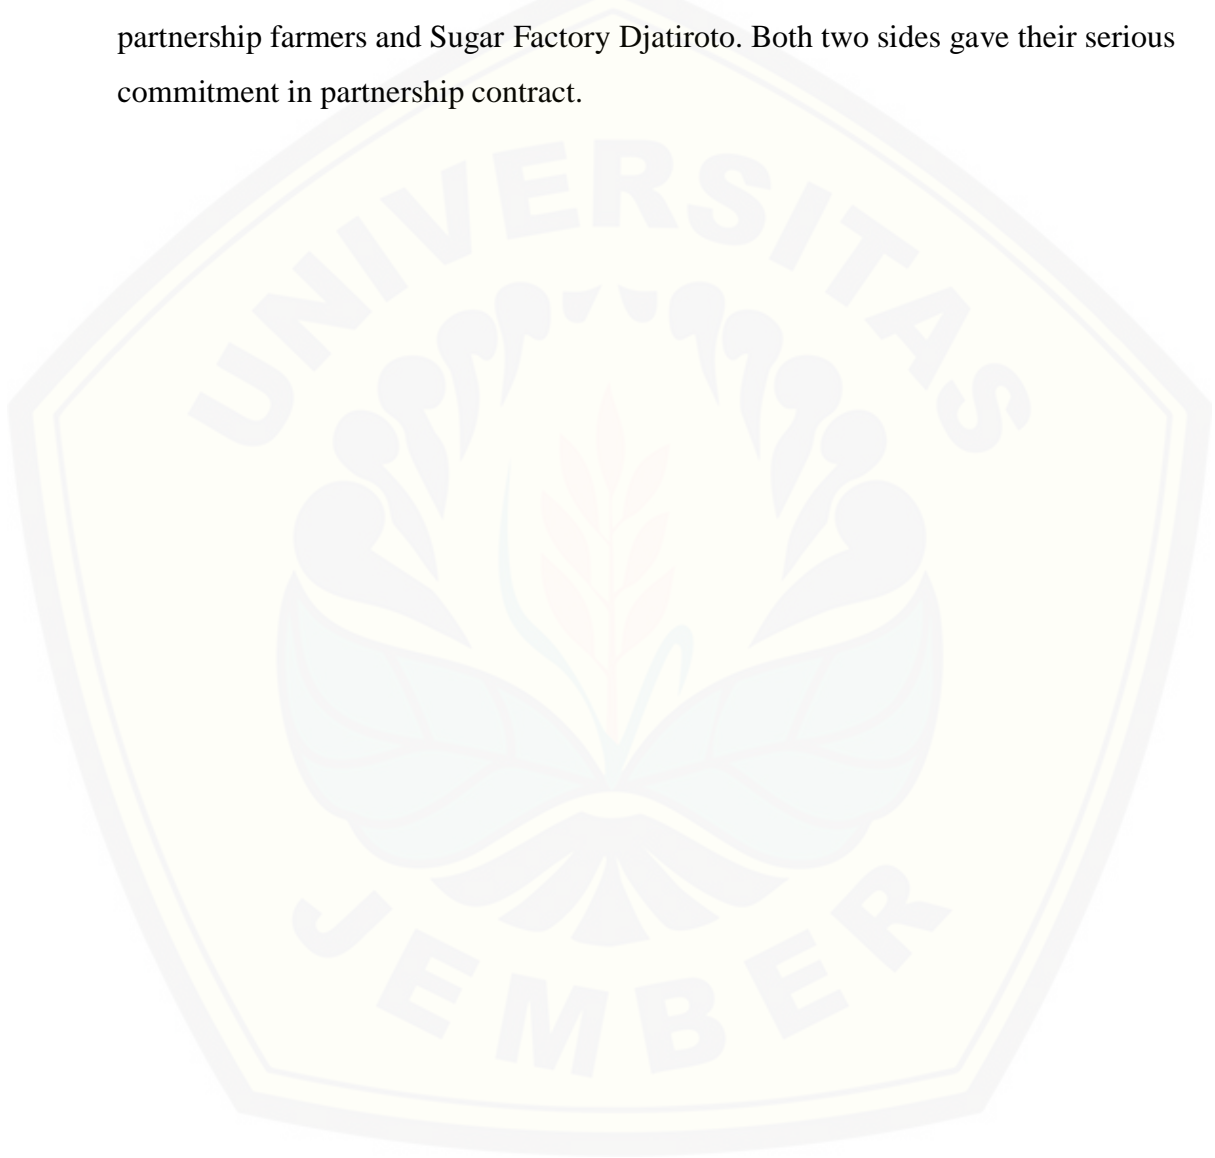 partnership farmers and Sugar Factory Djatiroto. Both two sides gave their serious
commitment in partnership contract.
UNIVERSITAS
JEMBER